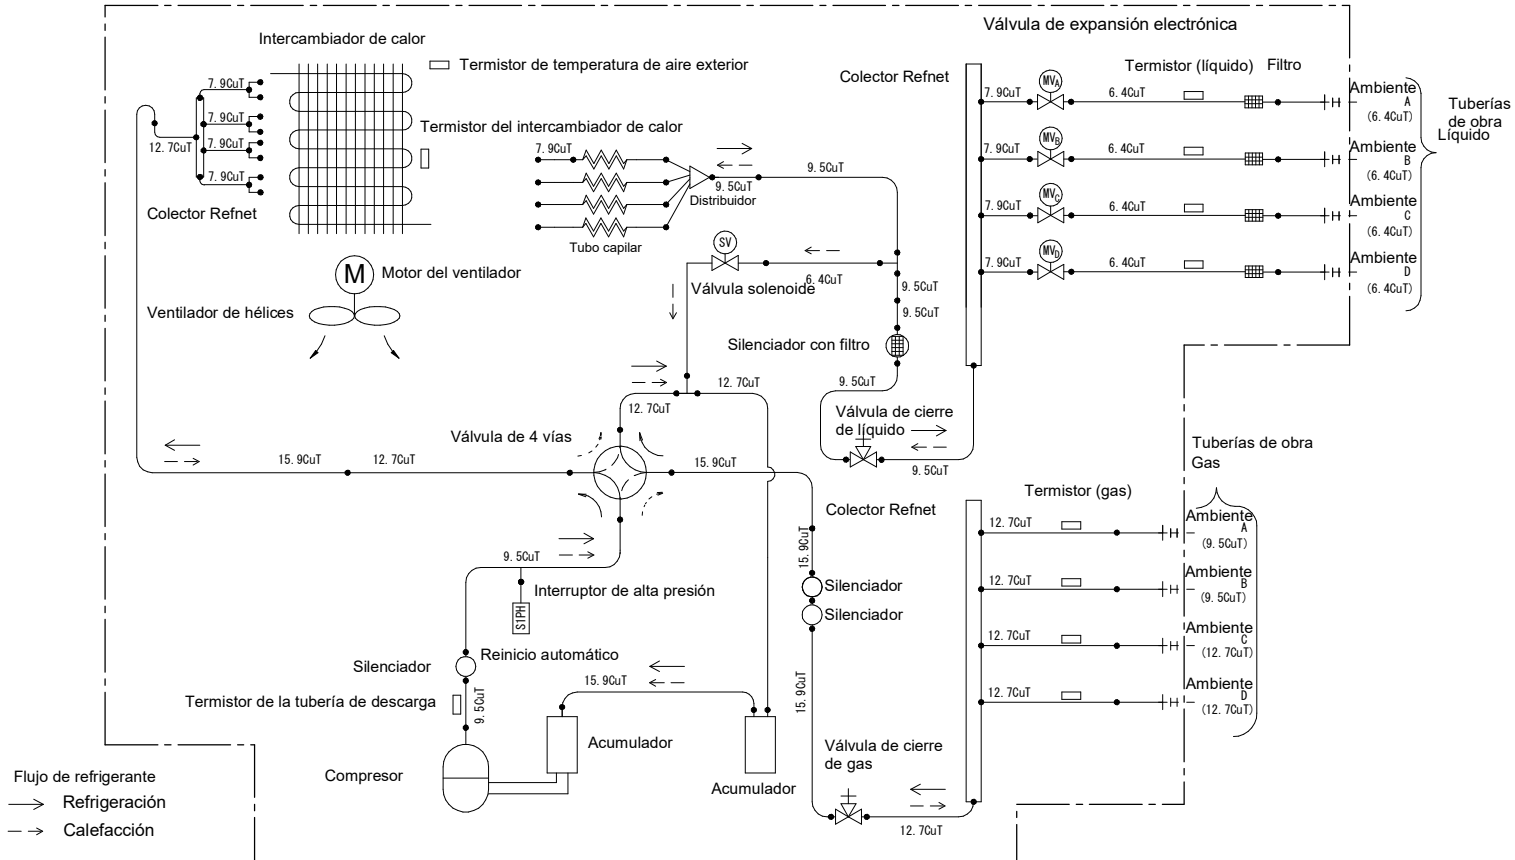 Válvula de expansión electrónica
Intercambiador de calor
Termistor de temperatura de aire exterior
Colector Refnet
Termistor (líquido)
Filtro
7.9CuT
7.9CuT
7.9CuT
7.9CuT
12.7CuT
Colector Refnet
Termistor del intercambiador de calor
7.9CuT
9.5CuT
Distribuidor
Tubo capilar
9.5CuT
7.9CuT
MVA
6.4CuT
Ambiente
A
(6.4CuT)
7.9CuT
MVB
6.4CuT
Ambiente
B
(6.4CuT)
7.9CuT
MVC
6.4CuT
Ambiente
C
(6.4CuT)
7.9CuT
MVD
6.4CuT
Ambiente
D
(6.4CuT)
Tuberías
de obra
Líquido
M
Motor del ventilador
Ventilador de hélices
SV
Válvula solenoide
6.4CuT
9.5CuT
9.5CuT
Silenciador con filtro
9.5CuT
12.7CuT
12.7CuT
Válvula de cierre
de líquido
9.5CuT
Válvula de 4 vías
15.9CuT
12.7CuT
15.9CuT
Tuberías de obra
Gas
Colector Refnet
Termistor (gas)
12.7CuT
Ambiente
A
(9.5CuT)
12.7CuT
Ambiente
B
(9.5CuT)
12.7CuT
Ambiente
C
(12.7CuT)
12.7CuT
Ambiente
D
(12.7CuT)
15.9CuT
Silenciador
Silenciador
15.9CuT
9.5CuT
Interruptor de alta presión
S1PH
Reinicio automático
Silenciador
Termistor de la tubería de descarga
9.5CuT
15.9CuT
Acumulador
Acumulador
Compresor
Válvula de cierre
de gas
12.7CuT
Flujo de refrigerante
Refrigeración
Calefacción